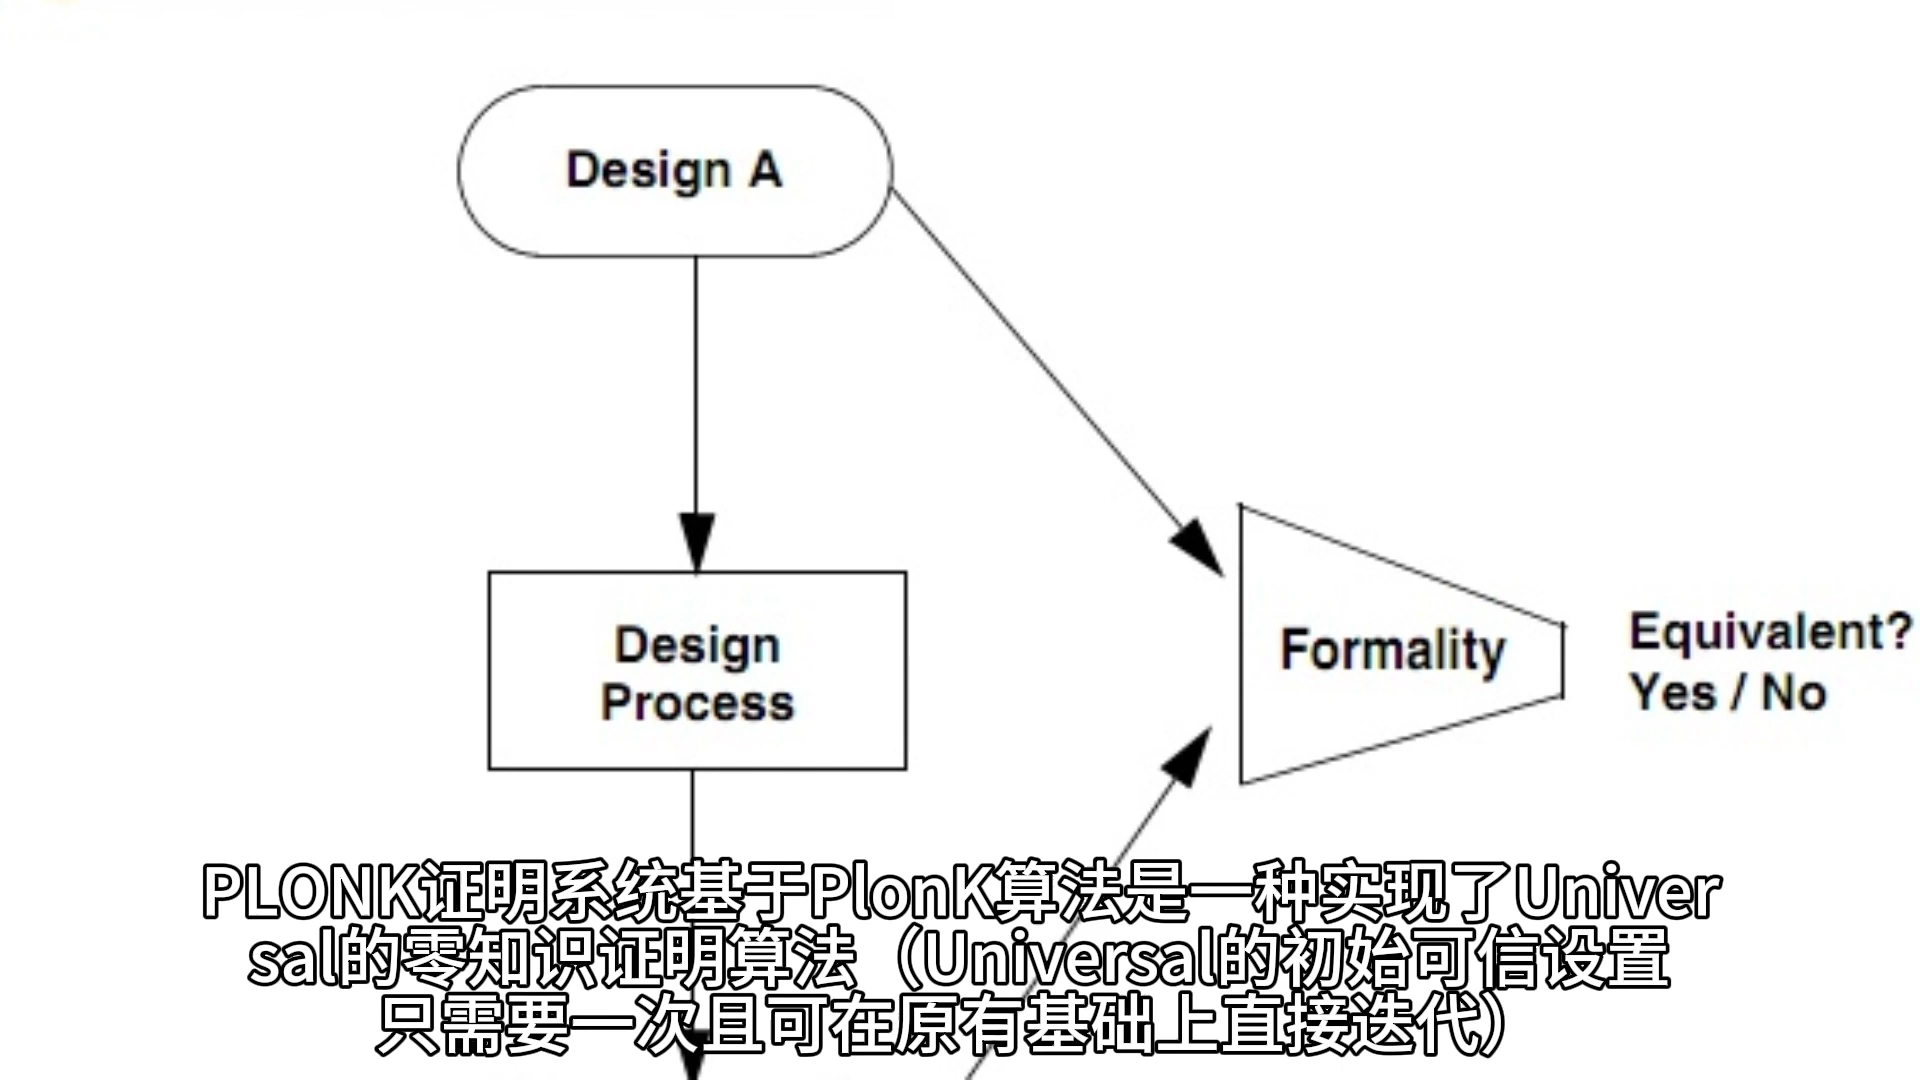 Design A
Design
Process
Formality
Equivalent?
Yes / No
PLONK证明系统基于PlonK算法是一种实现了Univer
sal的零知识证明算法（Universal的初始可信设置
只需要一次且可在原有基础上直接迭代）